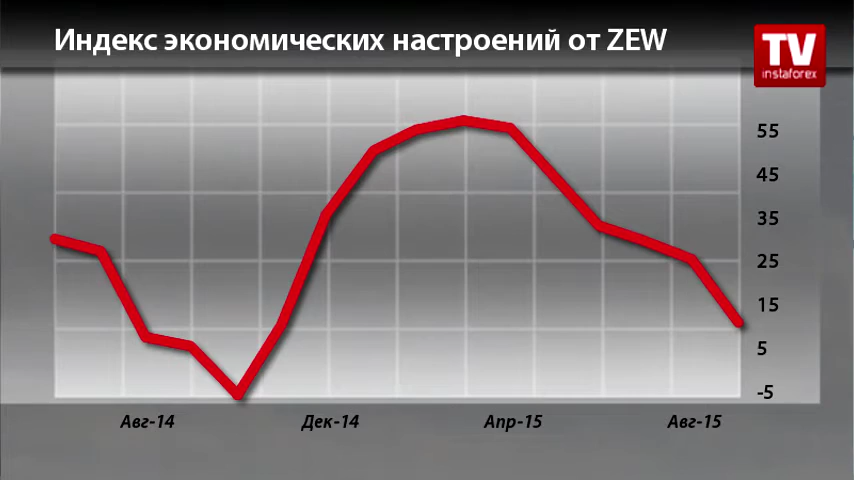 Индекс экономических настроений от ZEW
TV
instaforex
55
45
35
25
15
5
-5
Авг-14
Дек-14
Апр-15
Авг-15